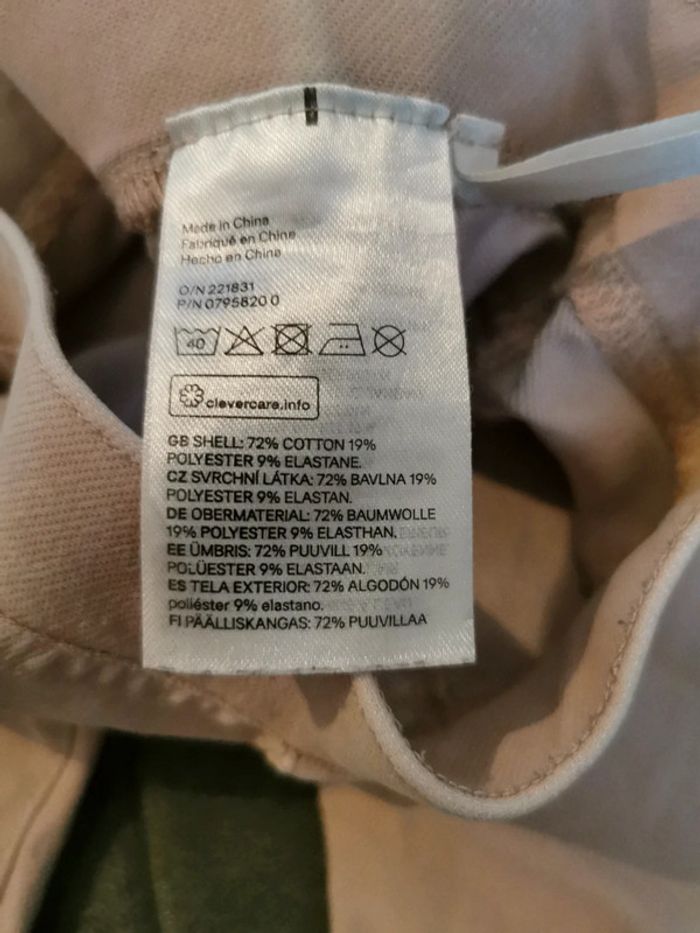 Made in China
Fabriqué en Chine
Hecho en China
O/N 221831
P/N 0795820 0
40
clevercare.info
GB SHELL: 72% COTTON 19%
POLYESTER 9% ELASTANE.
CZ SVRCHNÍ LÁTKA: 72% BAVLNA 19%
POLYESTER 9% ELASTAN.
DE OBERMATERIAL: 72% BAUMWOLLE
19% POLYESTER 9% ELASTHAN.
EE ÜMBRIS: 72% PUUVILL 19%
POLÜESTER 9% ELASTAAN.
ES TELA EXTERIOR: 72% ALGODÓN 19%
poliéster 9% elastano.
FI PÄÄLLISKANGAS: 72% PUUVILLAA